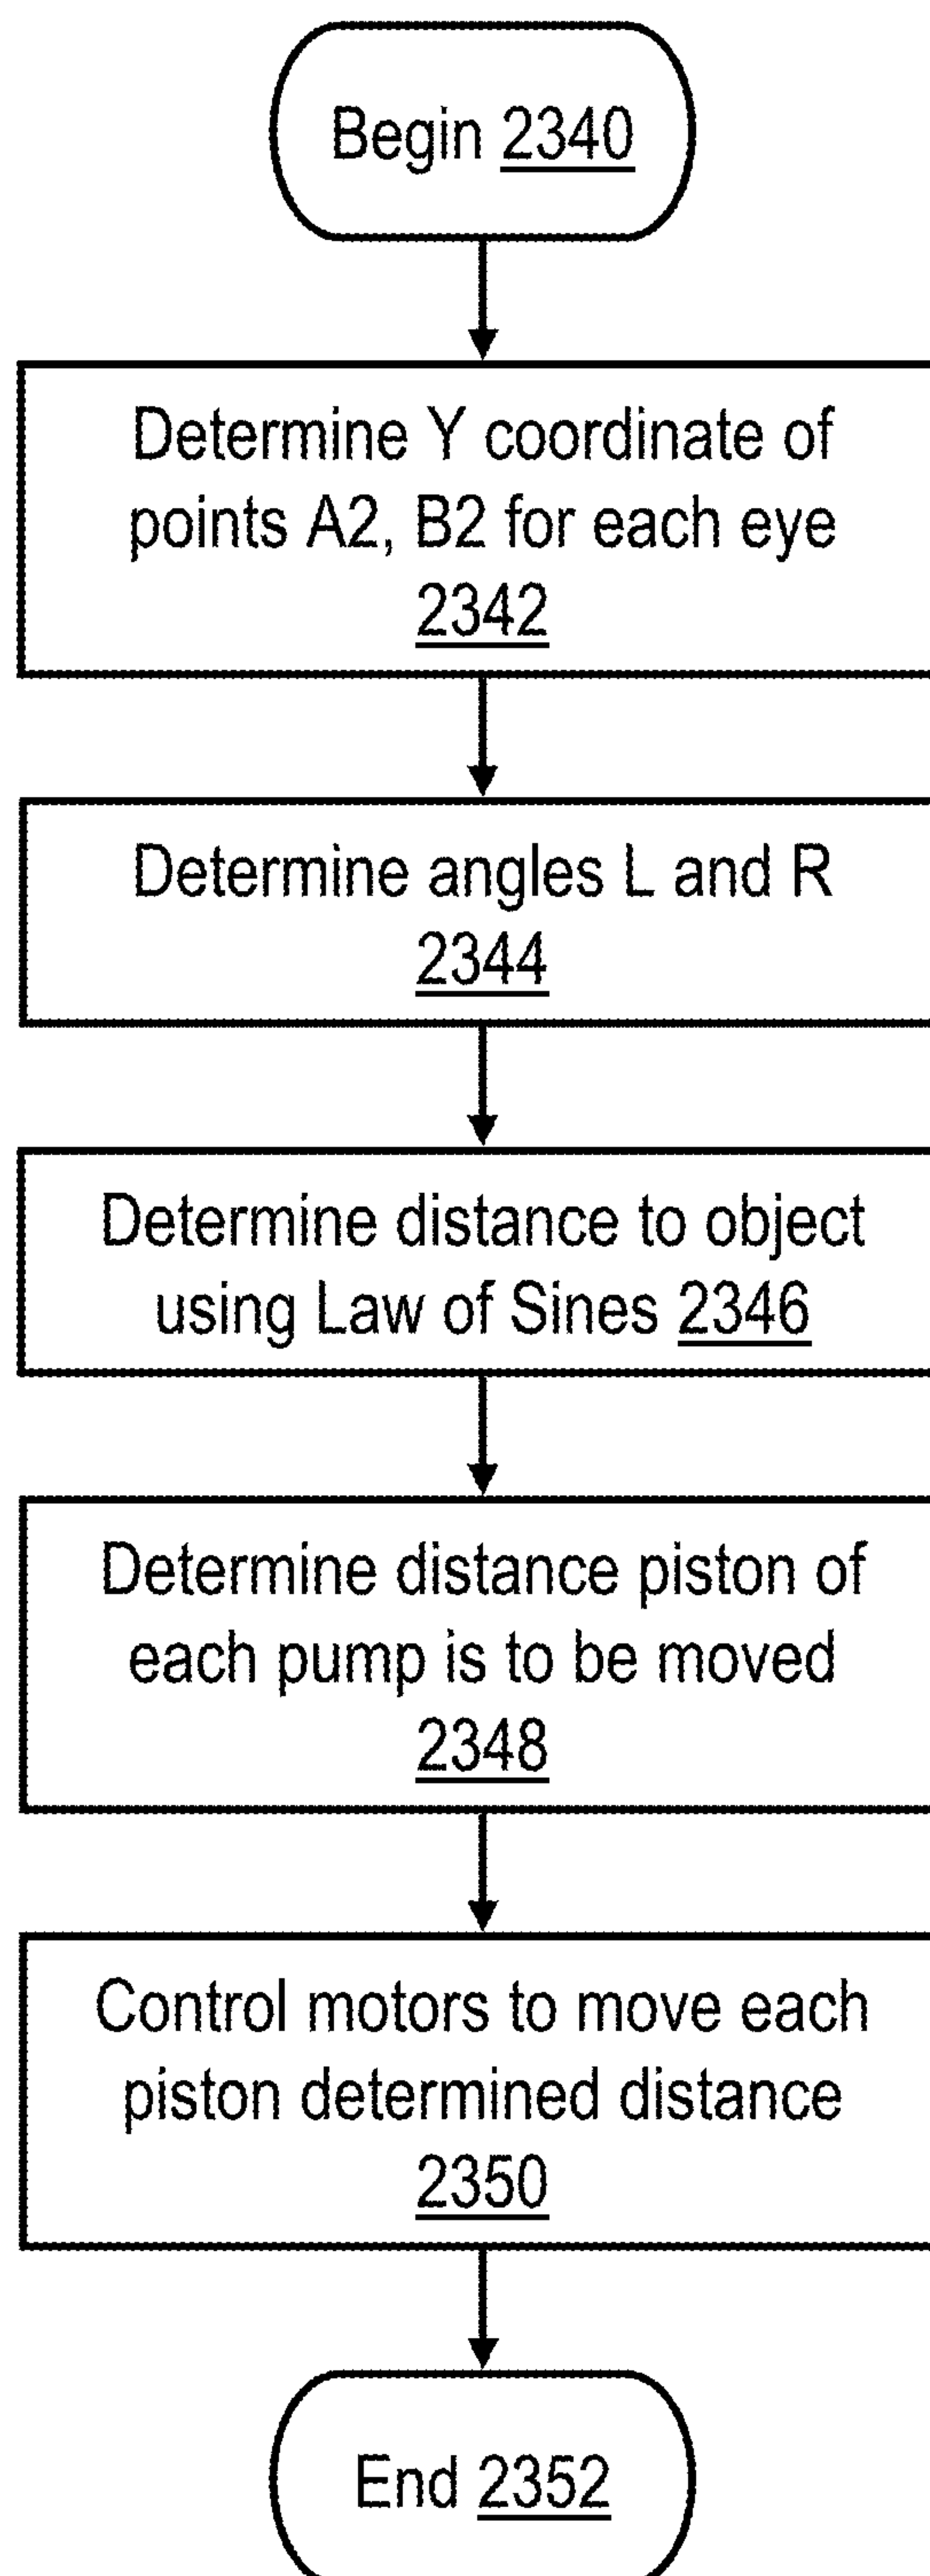 Begin 2340
Determine Y coordinate of
points A2, B2 for each eye
2342
Determine angles L and R
2344
Determine distance to object
using Law of Sines 2346
Determine distance piston of
each pump is to be moved
2348
Control motors to move each
piston determined distance
2350
End 2352